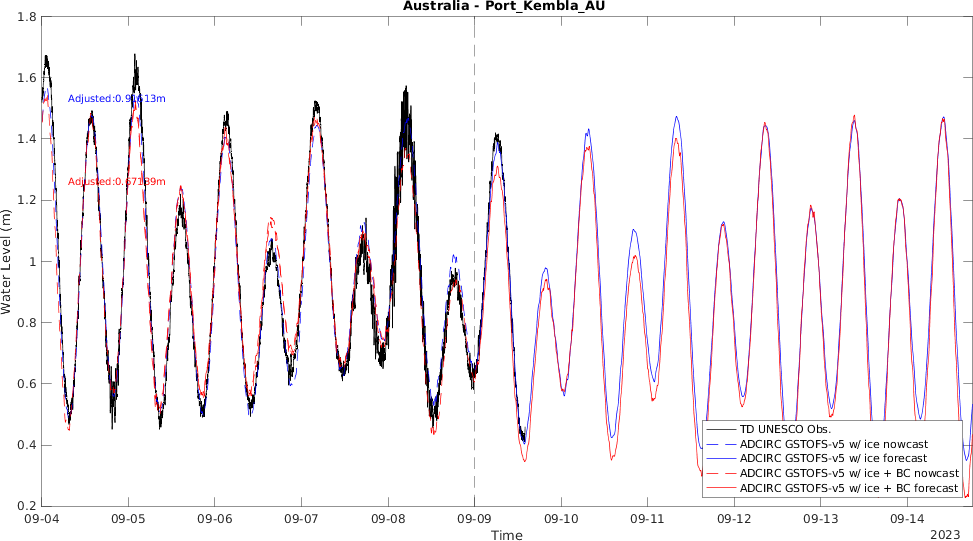 Australia - Port_Kembla_AU
1.8
1.6
1.4
1.2
1
0.8
0.6
0.4
0.2
Water Level (m)
09-04
09-05
09-06
09-07
09-08
09-09
09-10
09-11
09-12
09-13
09-14
Time
2023
TD UNESCO Obs.
ADCIRC GSTOFS-v5 w/ ice nowcast
ADCIRC GSTOFS-v5 w/ ice forecast
ADCIRC GSTOFS-v5 w/ ice + BC nowcast
ADCIRC GSTOFS-v5 w/ ice + BC forecast